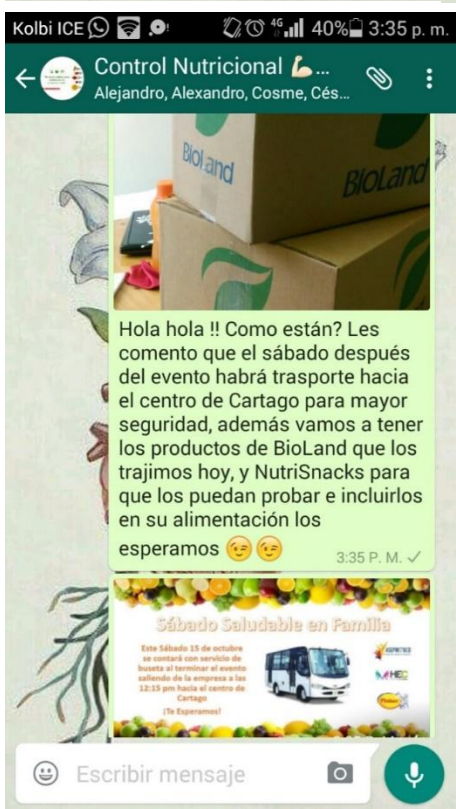 Kolbi ICE 4G 40% 3:35 p. m.
Control Nutricional 💪🏻...
Alejandro, Alexandro, Cosme, Cés...
BioLand
BioLand
Hola hola !! Como están? Les
comento que el sábado después
del evento habrá trasporte hacia
el centro de Cartago para mayor
seguridad, además vamos a tener
los productos de BioLand que los
trajimos hoy, y NutriSnacks para
que los puedan probar e incluirlos
en su alimentación los
esperamos 😉 😉
3:35 P. M.
Sábado Saludable en Familia
Este Sábado 15 de octubre
se contará con servicio de
buseta al terminar el evento
saliendo de la empresa a las
12:15 pm hacia el centro de
Cartago
¡Te Esperamos!
HEC
Escribir mensaje